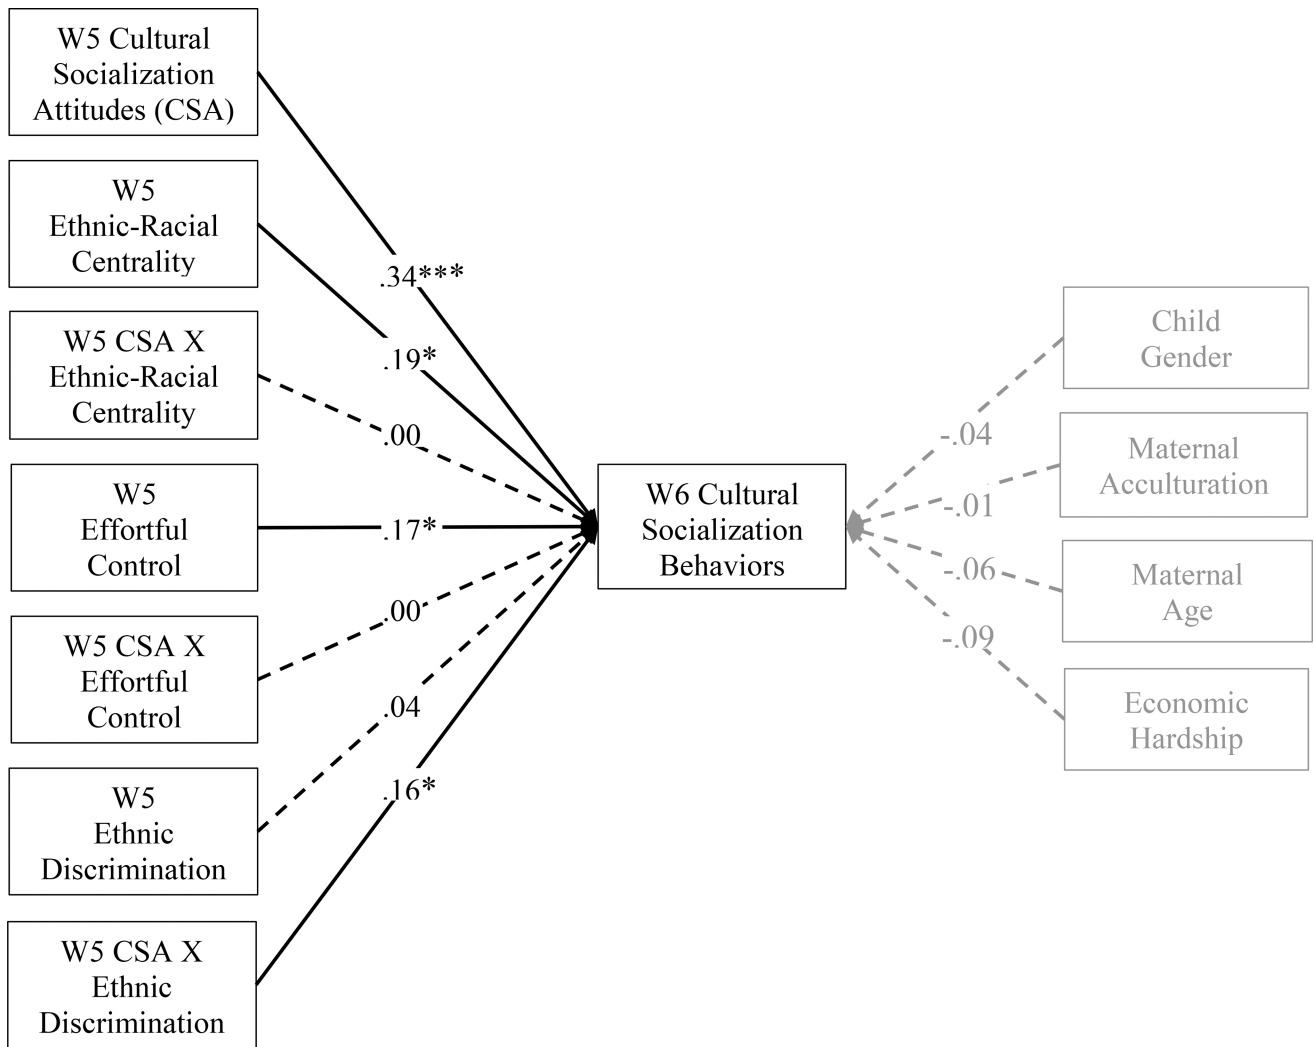 W5 Cultural
Socialization
Attitudes (CSA)
W5
Ethnic-Racial
Centrality
W5 CSA X
Ethnic-Racial
Centrality
W5
Effortful
Control
W5 CSA X
Effortful
Control
W5
Ethnic
Discrimination
W5 CSA X
Ethnic
Discrimination
.34***
.19*
.00
.17*
.00
.04
.16*
W6 Cultural
Socialization
Behaviors
-.04
-.01
-.06
-.09
Child
Gender
Maternal
Acculturation
Maternal
Age
Economic
Hardship